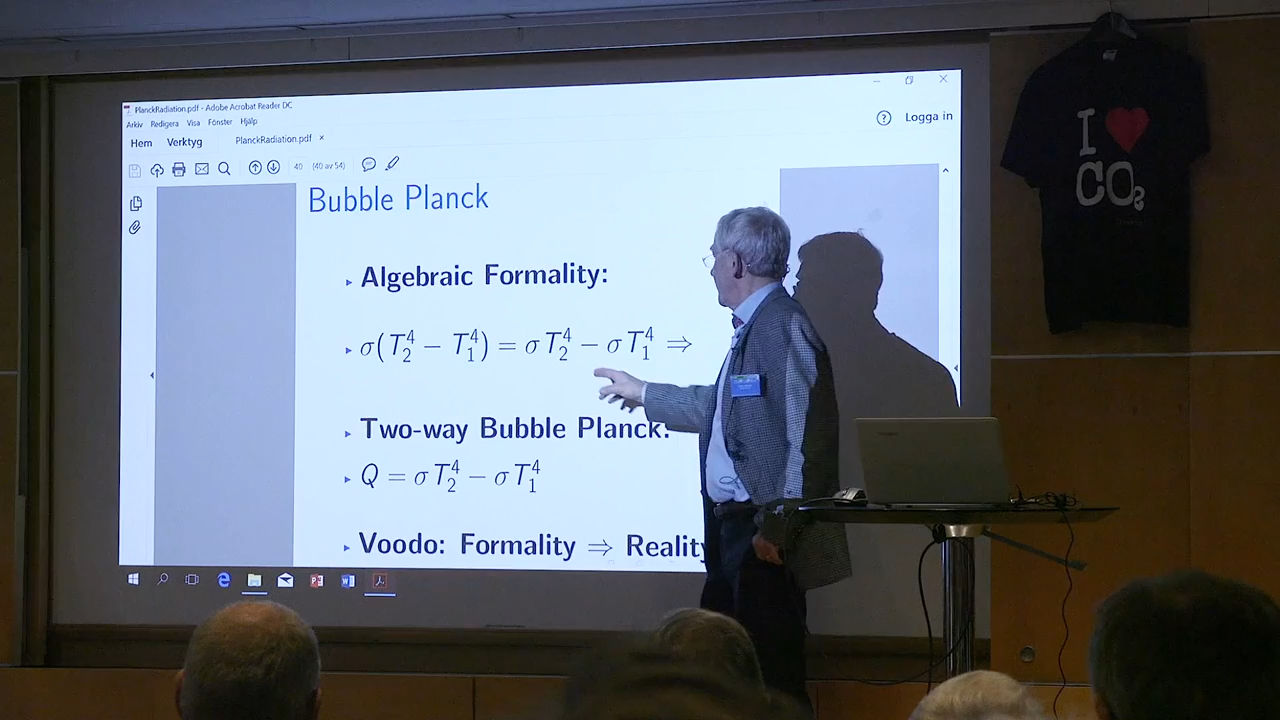 PlanckRadiation.pdf - Adobe Acrobat Reader DC
Arkiv Redigera Visa Fönster Hjälp
Hem Verktyg PlanckRadiation.pdf × Logga in
40 (40 av 54)
Bubble Planck
▸ Algebraic Formality:
▸ σ(T₂⁴ − T₁⁴) = σT₂⁴ − σT₁⁴ ⇒
▸ Two-way Bubble Planck:
▸ Q = σT₂⁴ − σT₁⁴
▸ Voodo: Formality ⇒ Reality
I ♥
CO₂